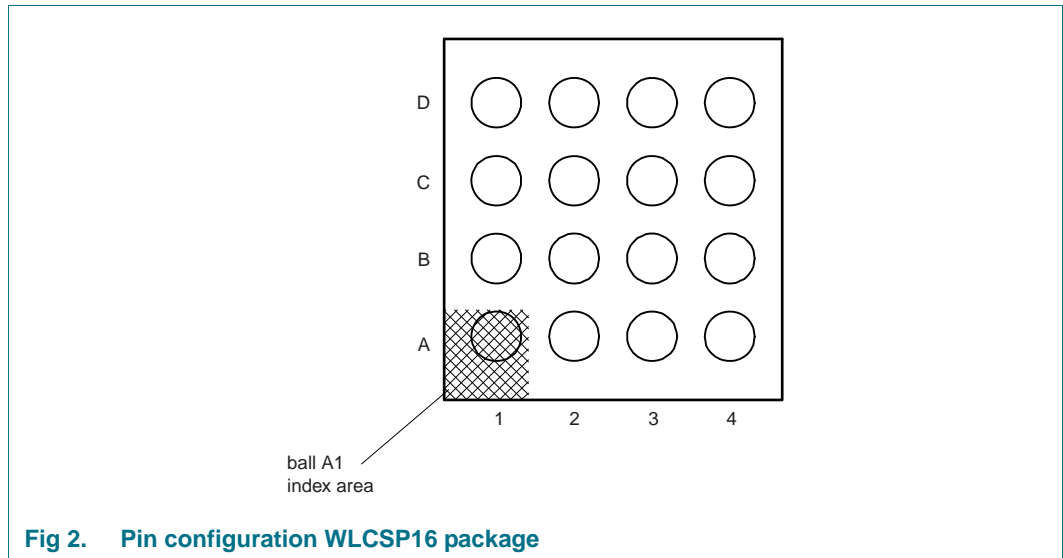 D
C
B
A
1 2 3 4
ball A1
index area
Fig 2. Pin configuration WLCSP16 package